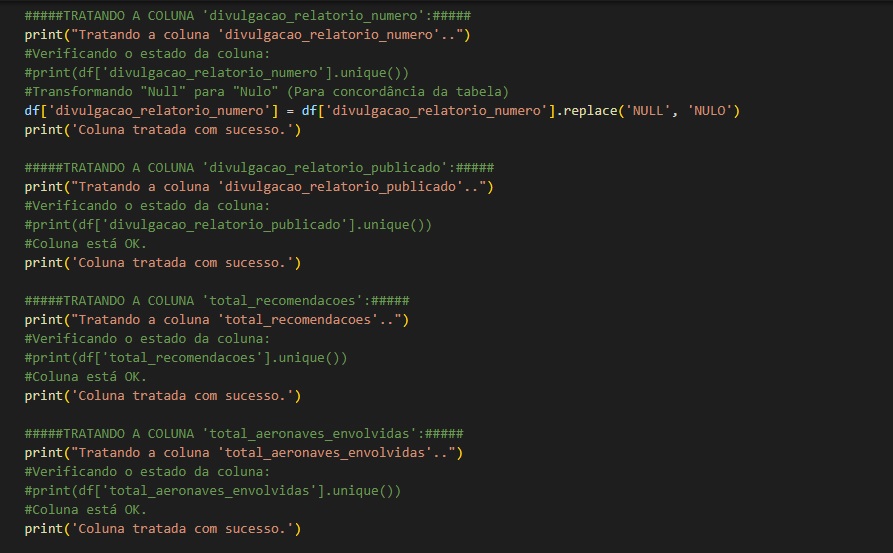 #####TRATANDO A COLUNA 'divulgacao_relatorio_numero':#####
print("Tratando a coluna 'divulgacao_relatorio_numero'..")
#Verificando o estado da coluna:
#print(df['divulgacao_relatorio_numero'].unique())
#Transformando "Null" para "Nulo" (Para concordância da tabela)
df['divulgacao_relatorio_numero'] = df['divulgacao_relatorio_numero'].replace('NULL', 'NULO')
print('Coluna tratada com sucesso.')
#####TRATANDO A COLUNA 'divulgacao_relatorio_publicado':#####
print("Tratando a coluna 'divulgacao_relatorio_publicado'..")
#Verificando o estado da coluna:
#print(df['divulgacao_relatorio_publicado'].unique())
#Coluna está OK.
print('Coluna tratada com sucesso.')
#####TRATANDO A COLUNA 'total_recomendacoes':#####
print("Tratando a coluna 'total_recomendacoes'..")
#Verificando o estado da coluna:
#print(df['total_recomendacoes'].unique())
#Coluna está OK.
print('Coluna tratada com sucesso.')
#####TRATANDO A COLUNA 'total_aeronaves_envolvidas':#####
print("Tratando a coluna 'total_aeronaves_envolvidas'..")
#Verificando o estado da coluna:
#print(df['total_aeronaves_envolvidas'].unique())
#Coluna está OK.
print('Coluna tratada com sucesso.')